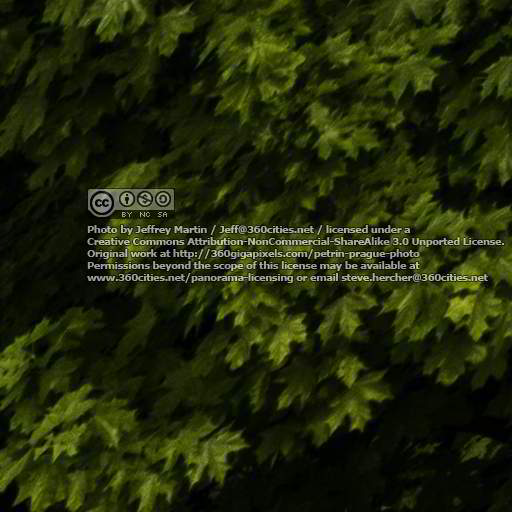 cc
BY NC SA
Photo by Jeffrey Martin / Jeff@360cities.net / licensed under a
Creative Commons Attribution-NonCommercial-ShareAlike 3.0 Unported License.
Original work at http://360gigapixels.com/petrin-prague-photo
Permissions beyond the scope of this license may be available at
www.360cities.net/panorama-licensing or email steve.hercher@360cities.net